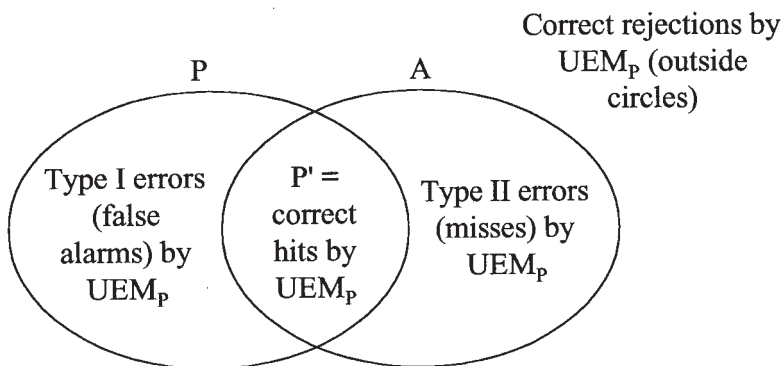 Correct rejections by
UEMP (outside
circles)
P
A
Type I errors
(false
alarms) by
UEMP
P' =
correct
hits by
UEMP
Type II errors
(misses) by
UEMP